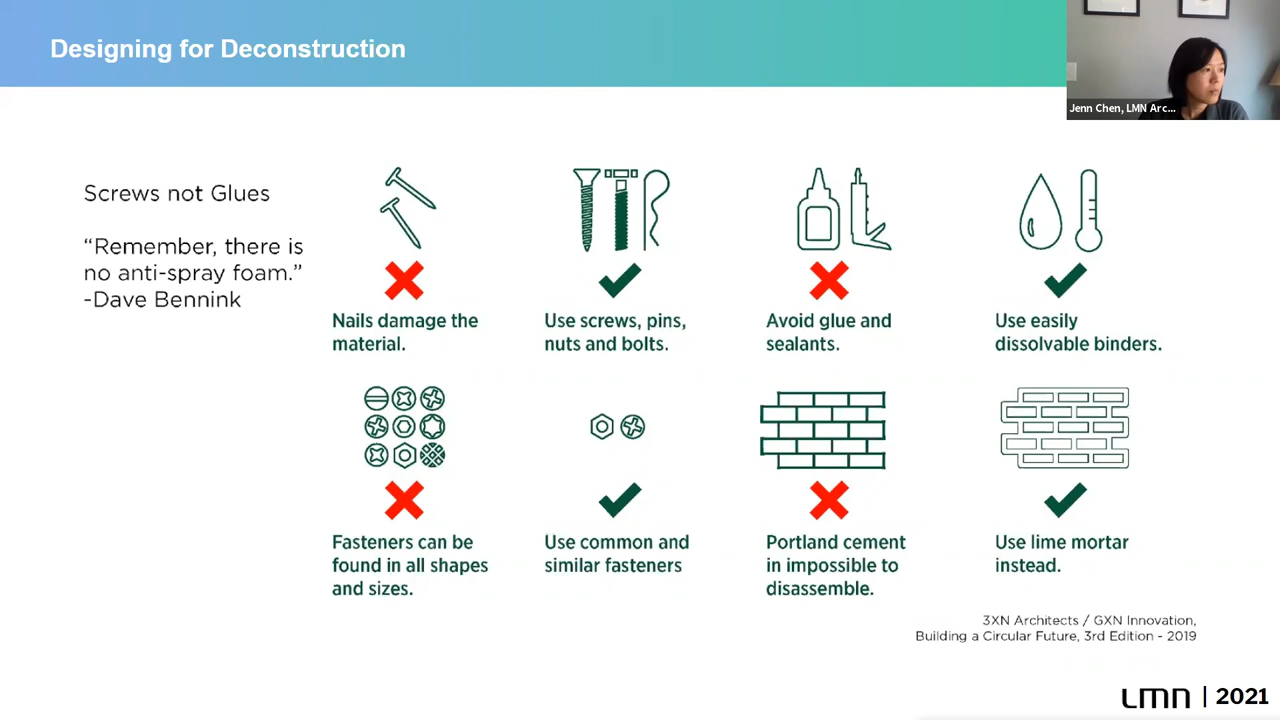 Designing for Deconstruction
Jenn Chen, LMN Arc...
Screws not Glues
“Remember, there is
no anti-spray foam.”
-Dave Bennink
Nails damage the
material.
Use screws, pins,
nuts and bolts.
Avoid glue and
sealants.
Use easily
dissolvable binders.
Fasteners can be
found in all shapes
and sizes.
Use common and
similar fasteners
Portland cement
in impossible to
disassemble.
Use lime mortar
instead.
3XN Architects / GXN Innovation,
Building a Circular Future, 3rd Edition - 2019
LMN | 2021